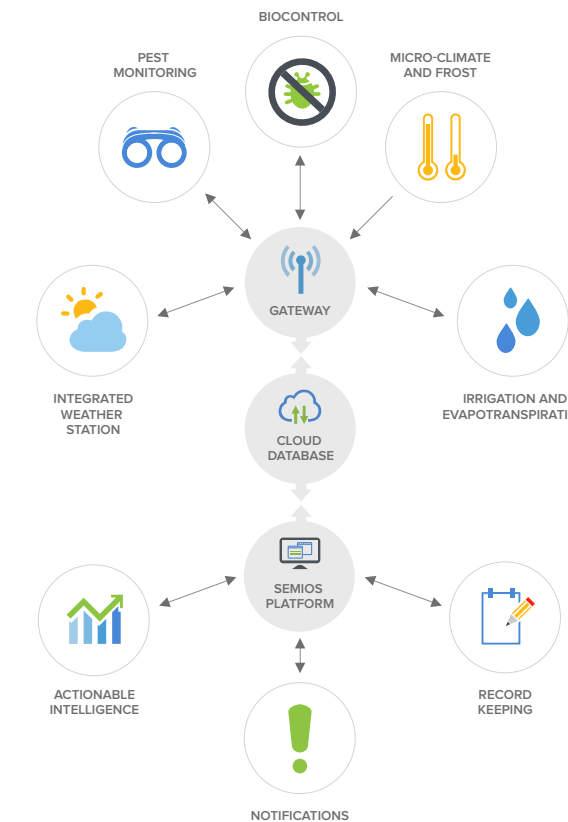 BIOCONTROL
PEST
MONITORING
MICRO-CLIMATE
AND FROST
GATEWAY
INTEGRATED
WEATHER
STATION
IRRIGATION AND
EVAPOTRANSPIRATI
CLOUD
DATABASE
SEMIOS
PLATFORM
ACTIONABLE
INTELLIGENCE
RECORD
KEEPING
NOTIFICATIONS